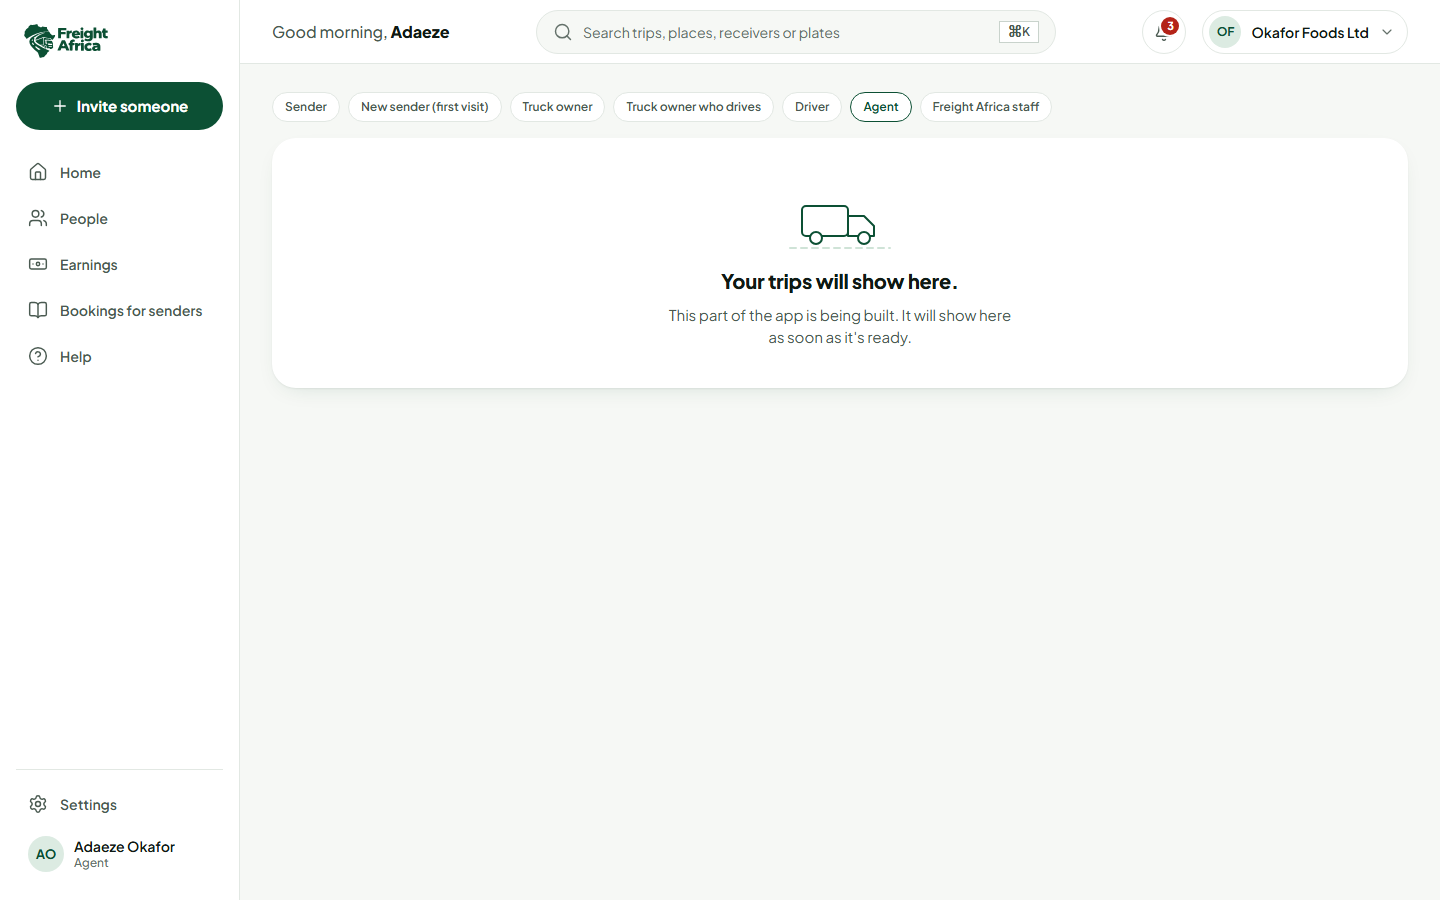 Freight
Africa
Invite someone
Home
People
Earnings
Bookings for senders
Help
Settings
AO
Adaeze Okafor
Agent
Good morning, Adaeze
Search trips, places, receivers or plates
⌘K
3
OF
Okafor Foods Ltd
Sender
New sender (first visit)
Truck owner
Truck owner who drives
Driver
Agent
Freight Africa staff
Your trips will show here.
This part of the app is being built. It will show here
as soon as it's ready.